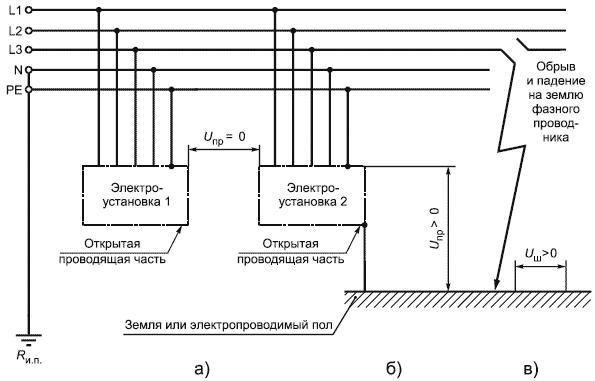 L1
L2
L3
N
PE
Обрыв
и падение
на землю
фазного
провод-
ника
Uпр = 0
Электро-
установка 1
Электро-
установка 2
Uпр > 0
Открытая
проводящая часть
Открытая
проводящая часть
Uш>0
Земля или электропроводимый пол
Rи.п.
а)
б)
в)